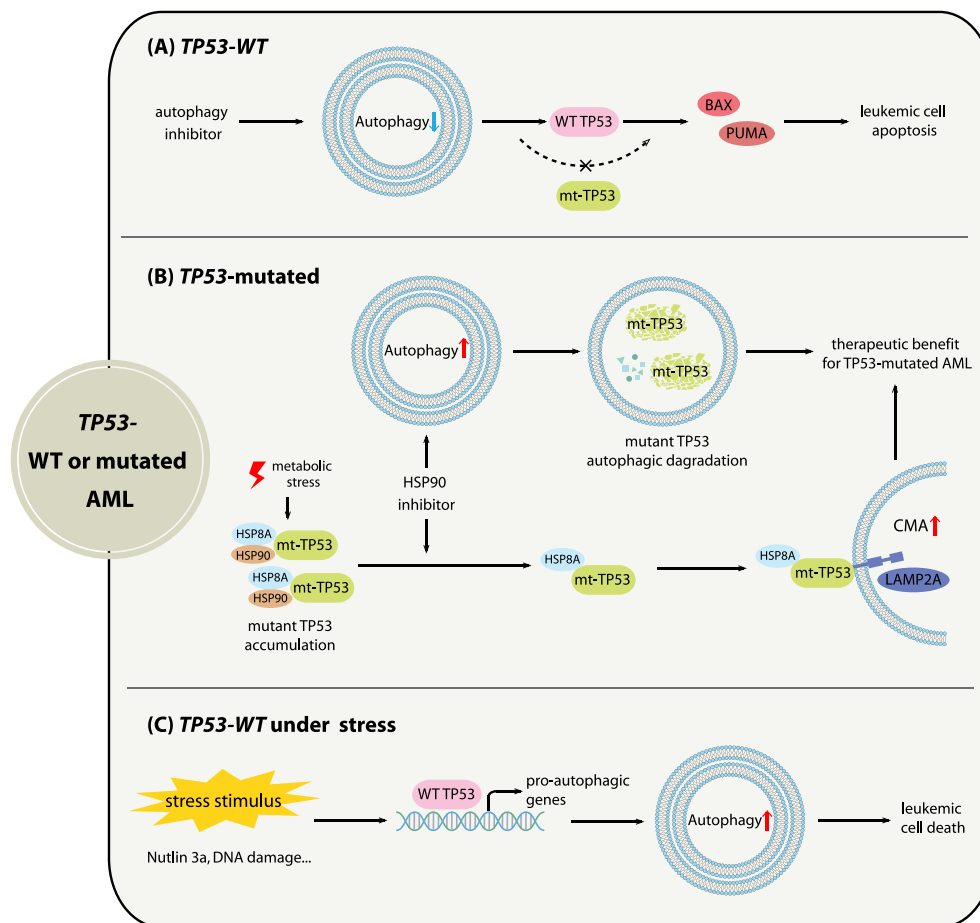 (A) TP53-WT
autophagy
inhibitor
Autophagy
WT TP53
mt-TP53
BAX
PUMA
leukemic cell
apoptosis
(B) TP53-mutated
Autophagy
mt-TP53
mt-TP53
mutant TP53
autophagic dagradation
therapeutic benefit
for TP53-mutated AML
TP53-
WT or mutated
AML
metabolic
stress
HSP90
inhibitor
HSP8A
HSP90
mt-TP53
HSP8A
HSP90
mt-TP53
mutant TP53
accumulation
HSP8A
mt-TP53
HSP8A
mt-TP53
CMA
LAMP2A
(C) TP53-WT under stress
stress stimulus
Nutlin 3a, DNA damage...
WT TP53
pro-autophagic
genes
Autophagy
leukemic
cell death